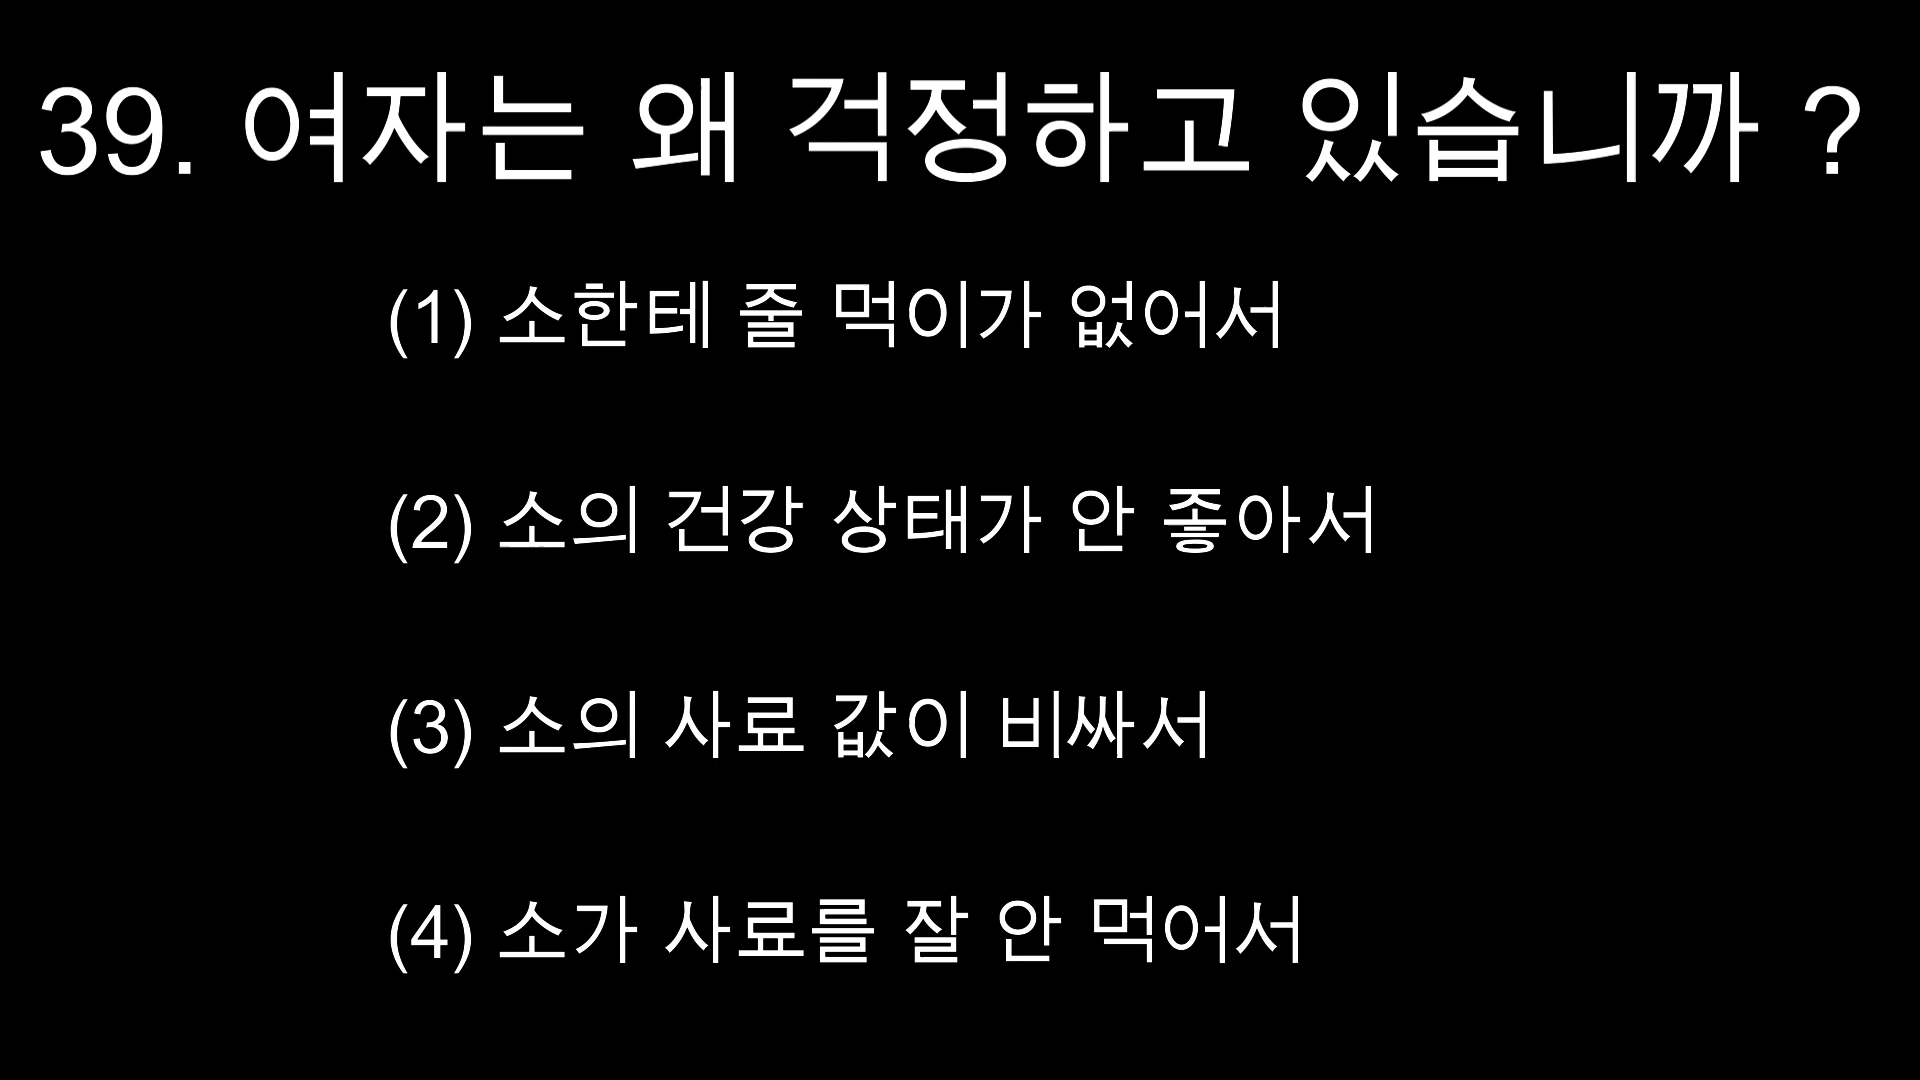 39. 여자는 왜 걱정하고 있습니까 ?
(1) 소한테 줄 먹이가 없어서
(2) 소의 건강 상태가 안 좋아서
(3) 소의 사료 값이 비싸서
(4) 소가 사료를 잘 안 먹어서